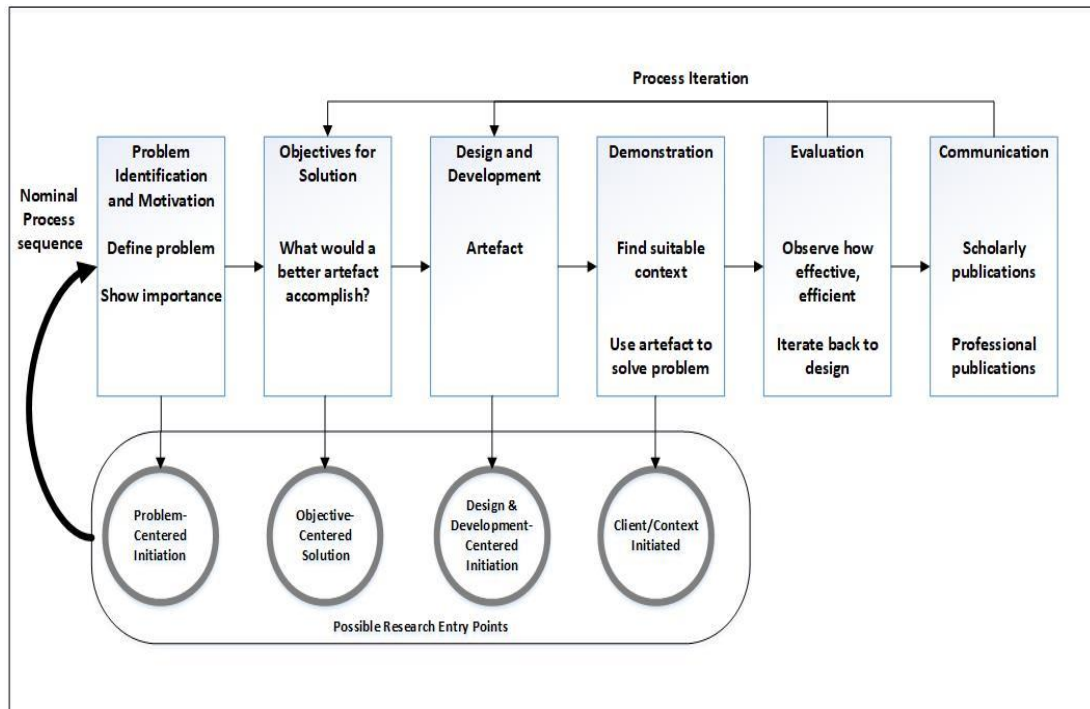 Process Iteration
Nominal
Process
sequence
Problem
Identification
and Motivation
Define problem
Show importance
Objectives for
Solution
What would a
better artefact
accomplish?
Design and
Development
Artefact
Demonstration
Find suitable
context
Use artefact to
solve problem
Evaluation
Observe how
effective,
efficient
Iterate back to
design
Communication
Scholarly
publications
Professional
publications
Problem-
Centered
Initiation
Objective-
Centered
Solution
Design &
Development-
Centered
Initiation
Client/Context
Initiated
Possible Research Entry Points